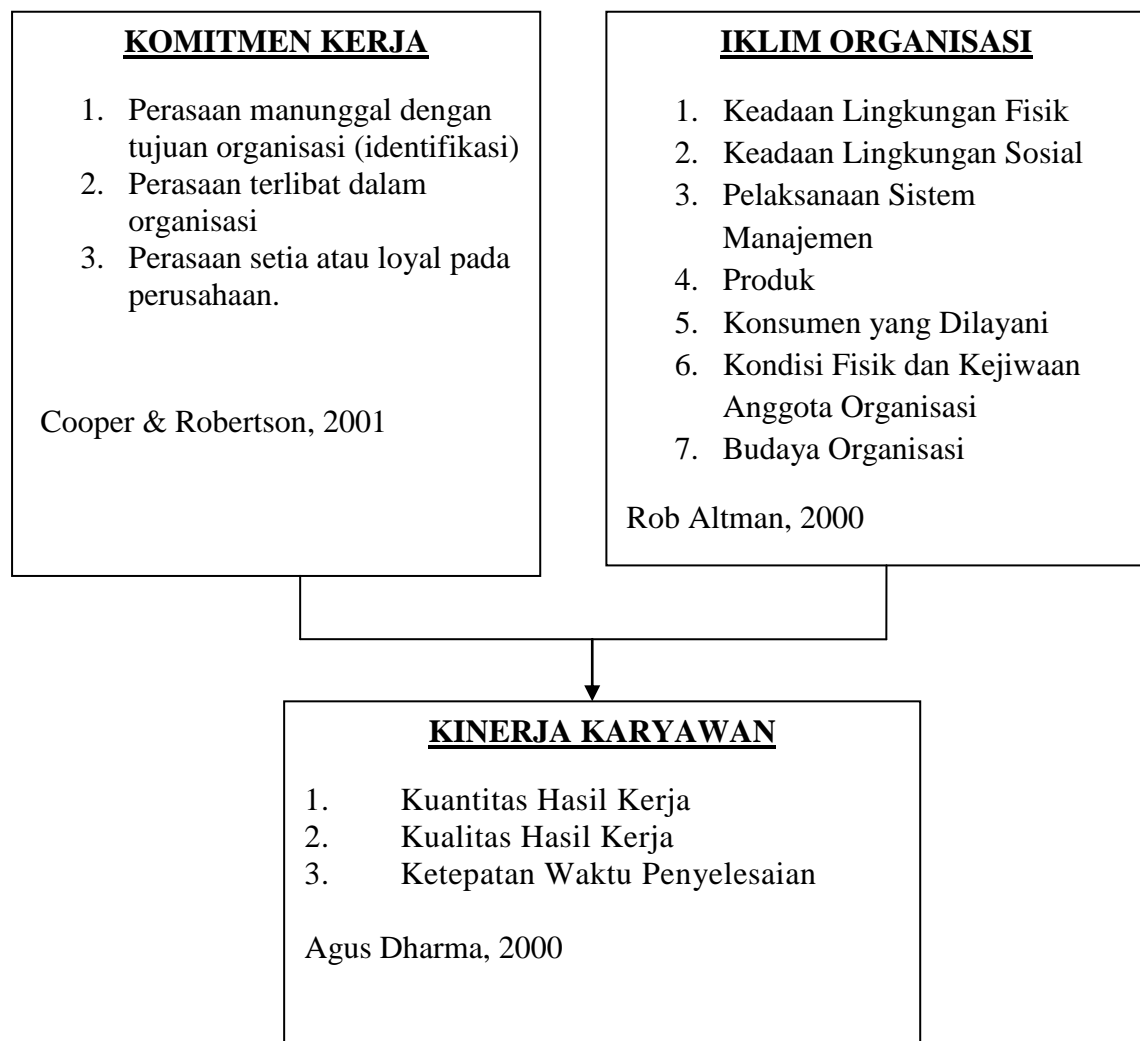 KOMITMEN KERJA
1. Perasaan manunggal dengan
tujuan organisasi (identifikasi)
2. Perasaan terlibat dalam
organisasi
3. Perasaan setia atau loyal pada
perusahaan.
Cooper & Robertson, 2001
IKLIM ORGANISASI
1. Keadaan Lingkungan Fisik
2. Keadaan Lingkungan Sosial
3. Pelaksanaan Sistem
Manajemen
4. Produk
5. Konsumen yang Dilayani
6. Kondisi Fisik dan Kejiwaan
Anggota Organisasi
7. Budaya Organisasi
Rob Altman, 2000
KINERJA KARYAWAN
1. Kuantitas Hasil Kerja
2. Kualitas Hasil Kerja
3. Ketepatan Waktu Penyelesaian
Agus Dharma, 2000